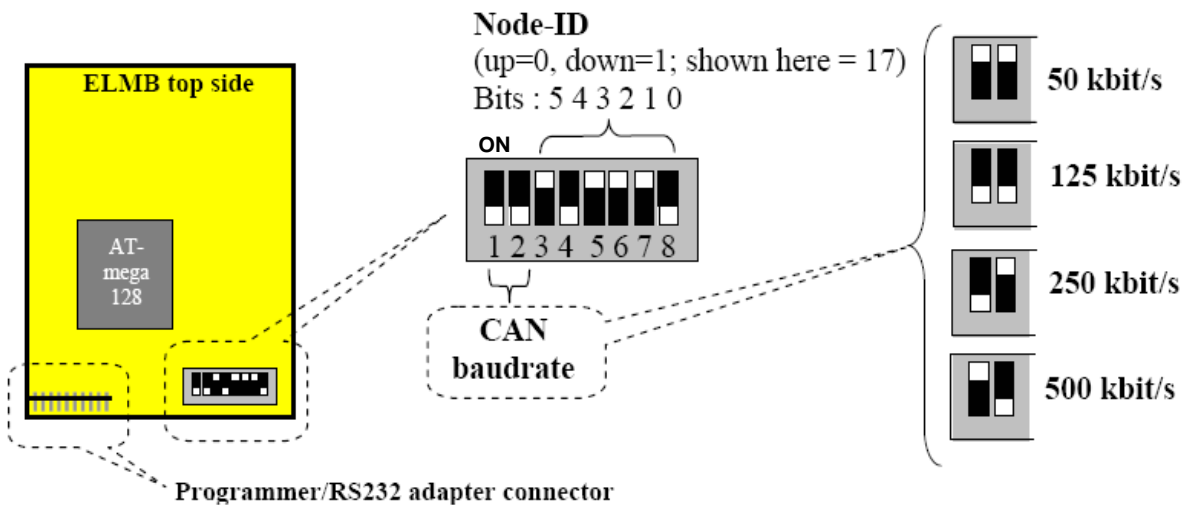 ELMB top side
AT-
mega
128
Programmer/RS232 adapter connector
Node-ID
(up=0, down=1; shown here = 17)
Bits : 5 4 3 2 1 0
ON
1 2 3 4 5 6 7 8
CAN
baudrate
50 kbit/s
125 kbit/s
250 kbit/s
500 kbit/s